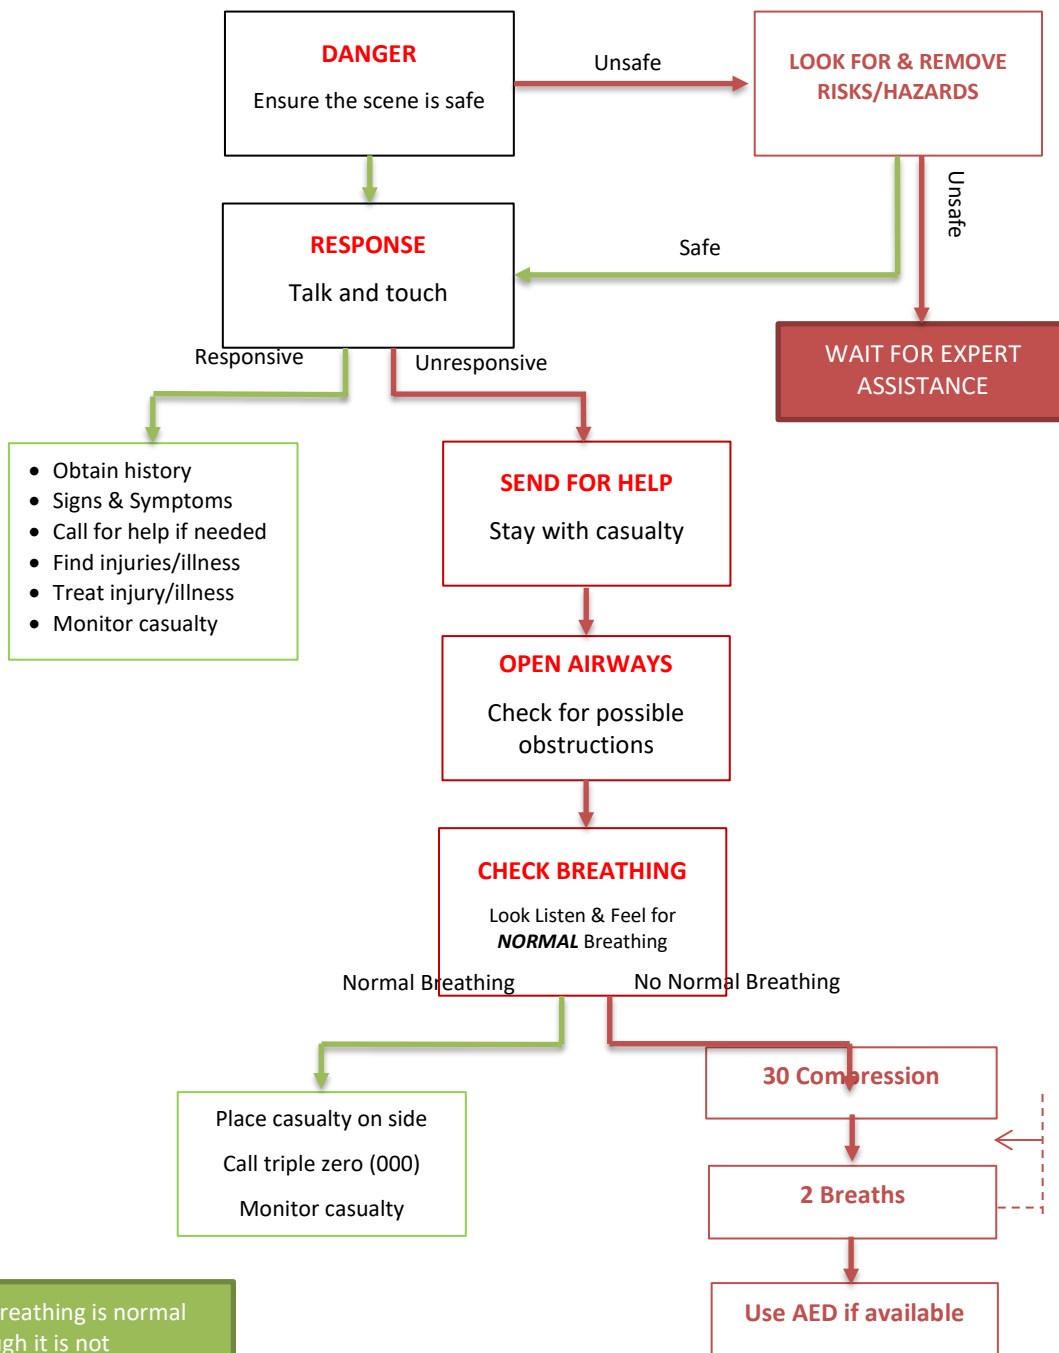 DANGER
Ensure the scene is safe
Unsafe
LOOK FOR & REMOVE
RISKS/HAZARDS
Unsafe
RESPONSE
Talk and touch
Safe
WAIT FOR EXPERT
ASSISTANCE
Responsive
Unresponsive
• Obtain history
• Signs & Symptoms
• Call for help if needed
• Find injuries/illness
• Treat injury/illness
• Monitor casualty
SEND FOR HELP
Stay with casualty
OPEN AIRWAYS
Check for possible
obstructions
CHECK BREATHING
Look Listen & Feel for
NORMAL Breathing
Normal Breathing
No Normal Breathing
Place casualty on side
Call triple zero (000)
Monitor casualty
30 Compression
2 Breaths
Use AED if available
is normal
it is not